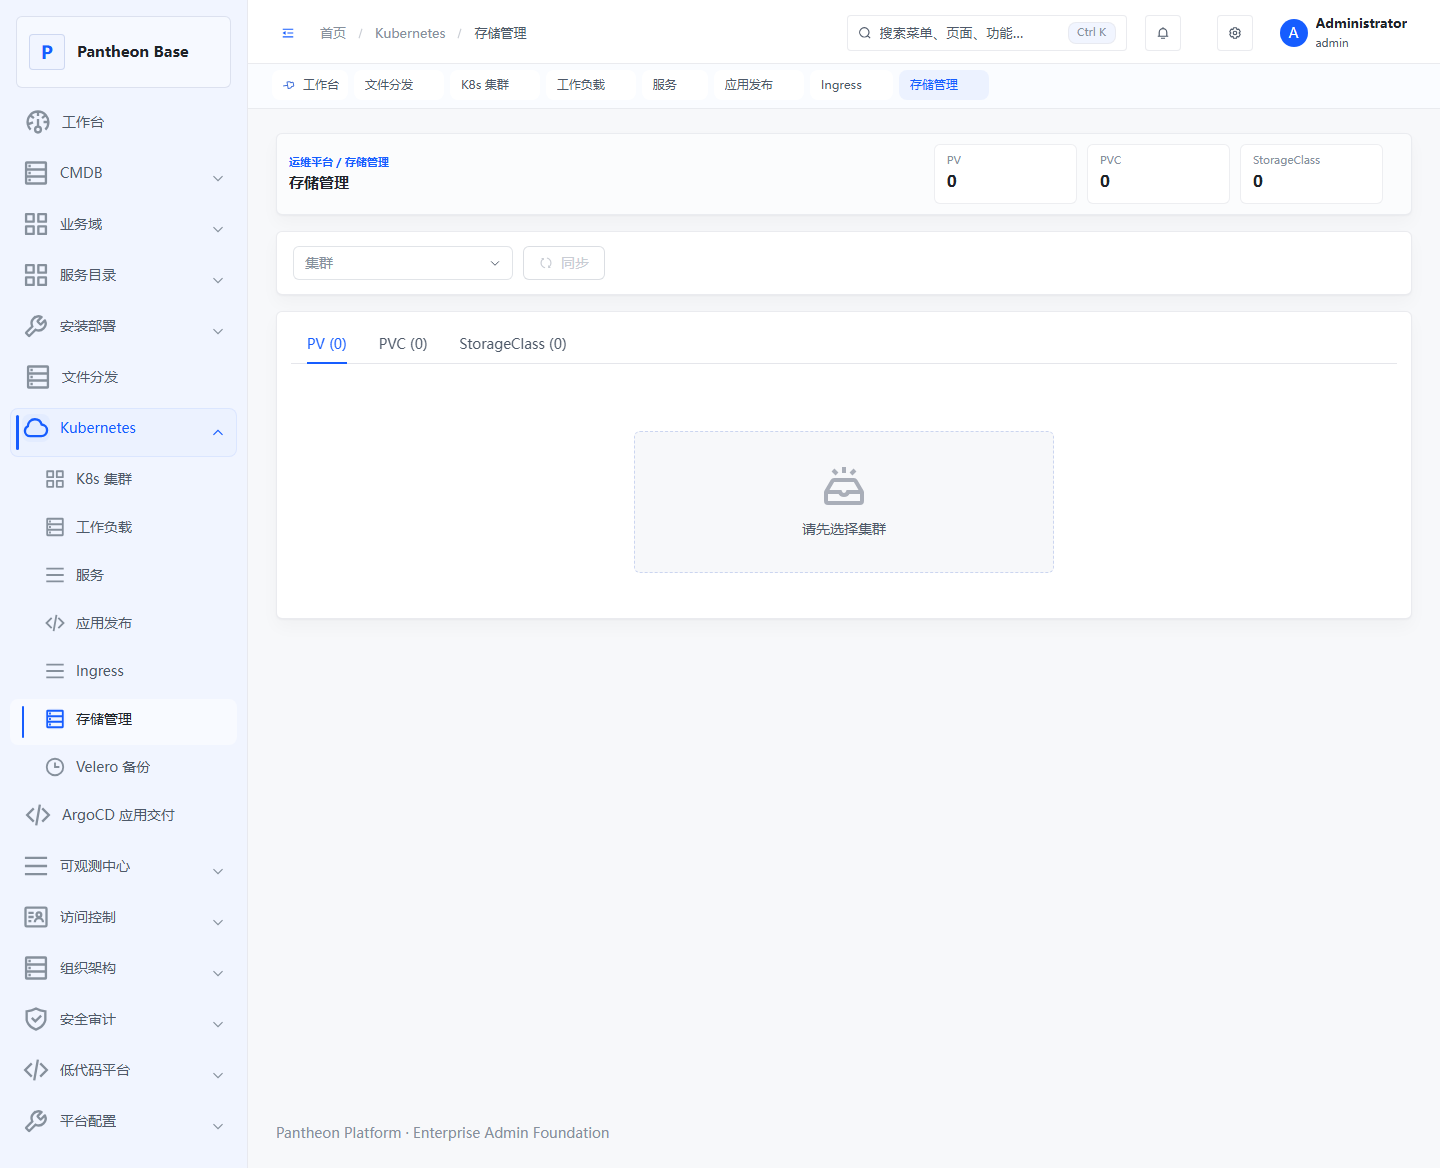 P Pantheon Base
工作台
CMDB
业务域
服务目录
安装部署
文件分发
Kubernetes
K8s 集群
工作负载
服务
应用发布
Ingress
存储管理
Velero 备份
ArgoCD 应用交付
可观测中心
访问控制
组织架构
安全审计
低代码平台
平台配置
首页 / Kubernetes / 存储管理
搜索菜单、页面、功能... Ctrl K
A Administrator
admin
工作台 文件分发 K8s 集群 工作负载 服务 应用发布 Ingress 存储管理
运维平台 / 存储管理
存储管理
PV
0
PVC
0
StorageClass
0
集群 同步
PV (0) PVC (0) StorageClass (0)
请先选择集群
Pantheon Platform · Enterprise Admin Foundation